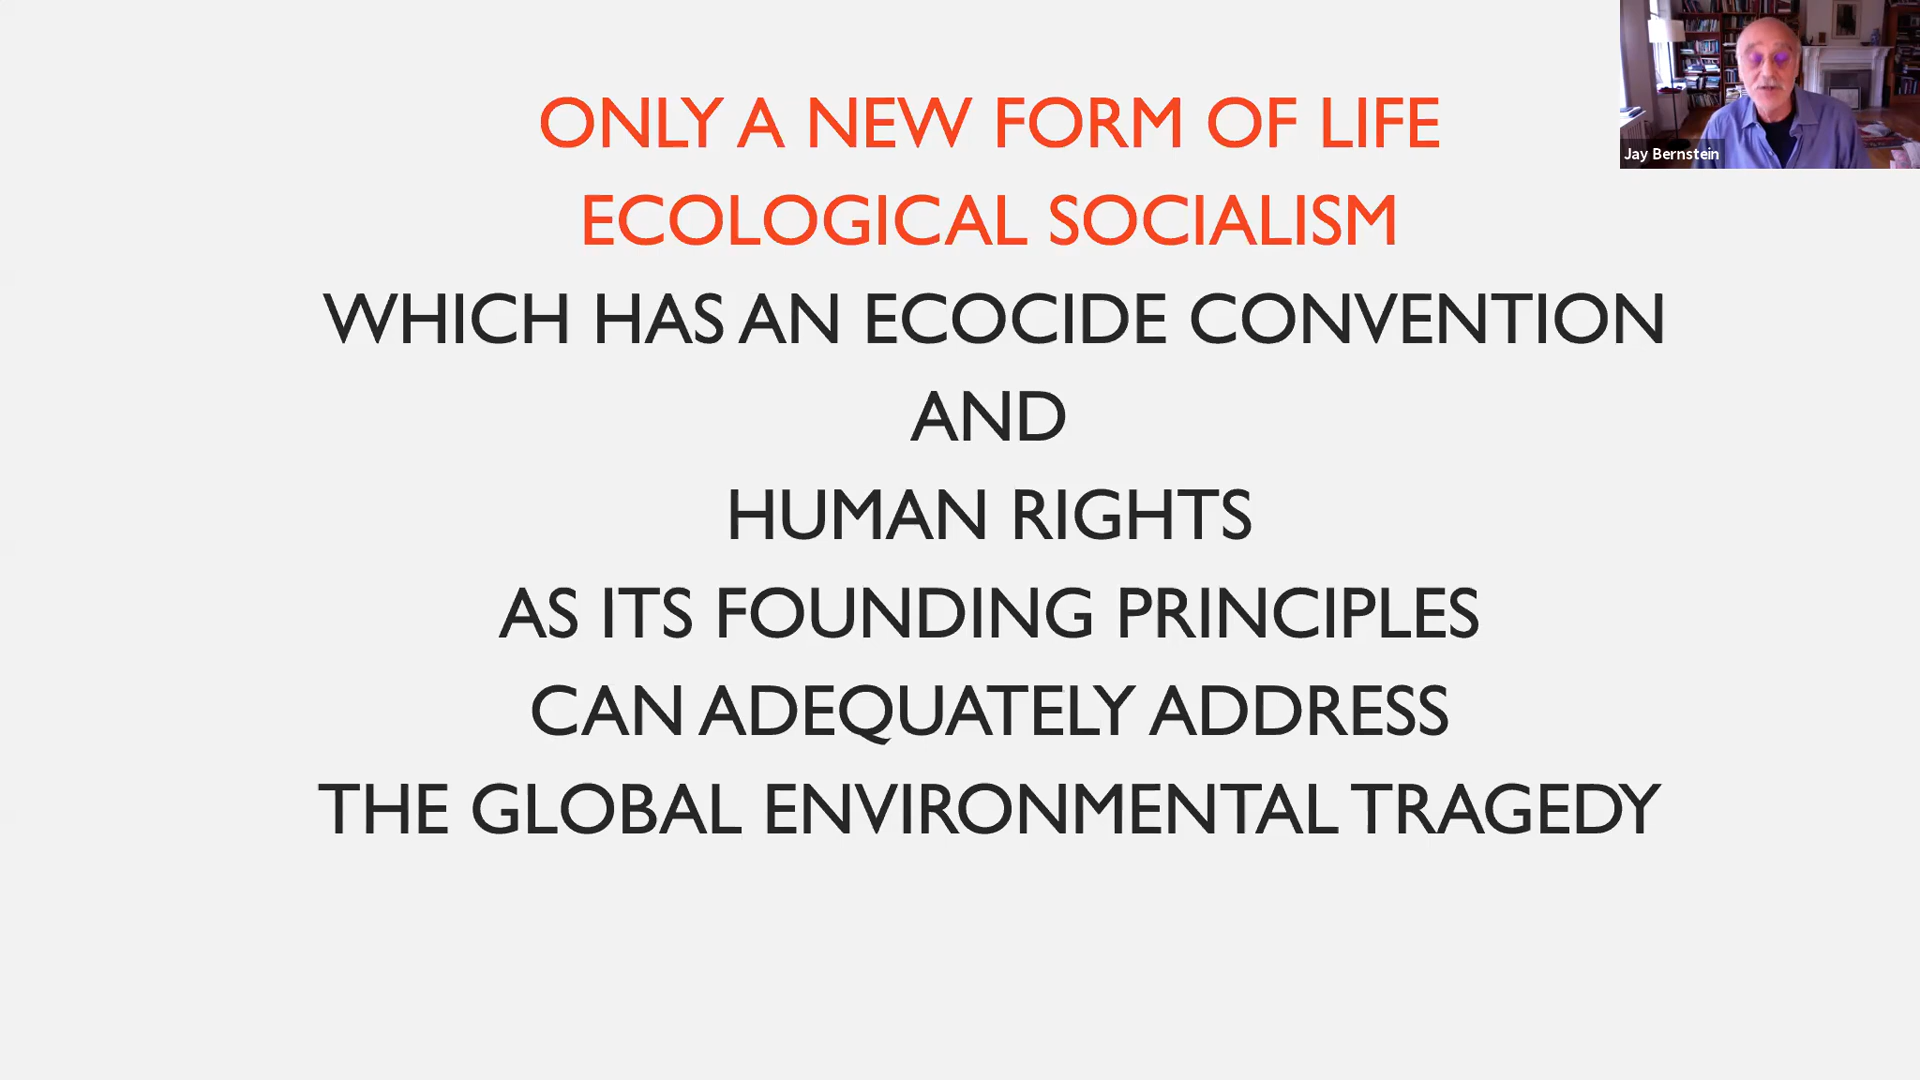 ONLY A NEW FORM OF LIFE
ECOLOGICAL SOCIALISM
WHICH HAS AN ECOCIDE CONVENTION
AND
HUMAN RIGHTS
AS ITS FOUNDING PRINCIPLES
CAN ADEQUATELY ADDRESS
THE GLOBAL ENVIRONMENTAL TRAGEDY
Jay Bernstein